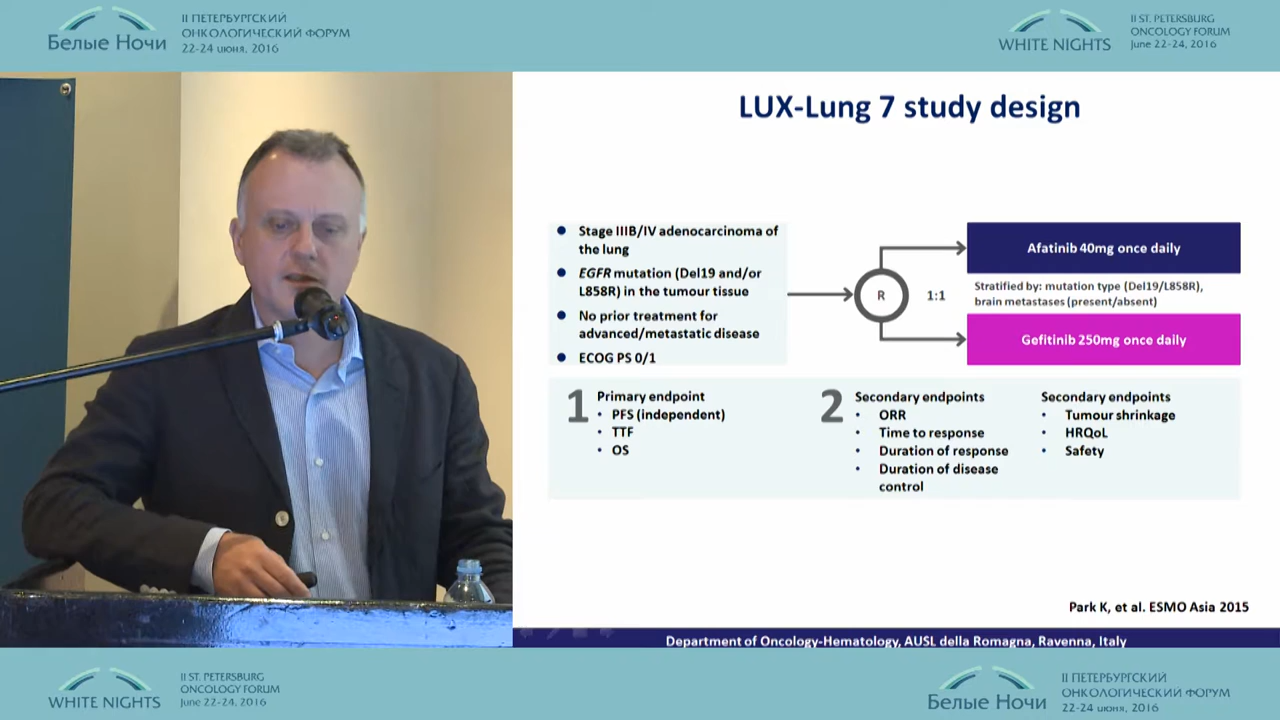 II ПЕТЕРБУРГСКИЙ
ОНКОЛОГИЧЕСКИЙ ФОРУМ
Белые Ночи
22-24 июня, 2016
II ST. PETERSBURG
ONCOLOGY FORUM
WHITE NIGHTS
June 22-24, 2016
LUX-Lung 7 study design
Stage IIIB/IV adenocarcinoma of
the lung
EGFR mutation (Del19 and/or
L858R) in the tumour tissue
No prior treatment for
advanced/metastatic disease
ECOG PS 0/1
R
1:1
Afatinib 40mg once daily
Stratified by: mutation type (Del19/L858R),
brain metastases (present/absent)
Gefitinib 250mg once daily
1
Primary endpoint
• PFS (independent)
• TTF
• OS
2
Secondary endpoints
• ORR
• Time to response
• Duration of response
• Duration of disease
control
Secondary endpoints
• Tumour shrinkage
• HRQoL
• Safety
Park K, et al. ESMO Asia 2015
Department of Oncology-Hematology, AUSL della Romagna, Ravenna, Italy
II ST. PETERSBURG
ONCOLOGY FORUM
WHITE NIGHTS
June 22-24, 2016
II ПЕТЕРБУРГСКИЙ
ОНКОЛОГИЧЕСКИЙ ФОРУМ
Белые Ночи
22-24 июня, 2016